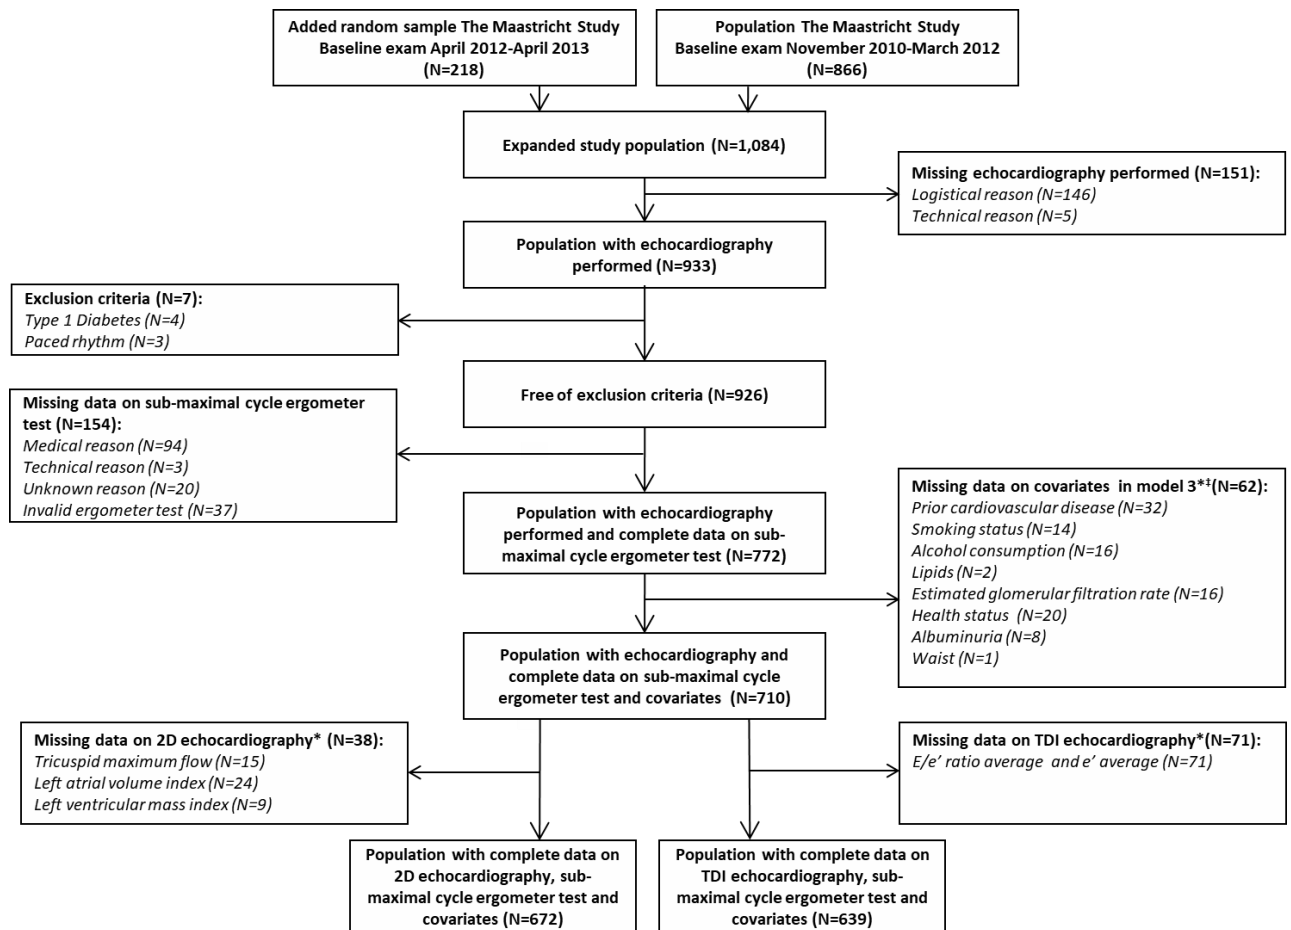 Added random sample The Maastricht Study
Baseline exam April 2012-April 2013
(N=218)
Population The Maastricht Study
Baseline exam November 2010-March 2012
(N=866)
Expanded study population (N=1,084)
Missing echocardiography performed (N=151):
Logistical reason (N=146)
Technical reason (N=5)
Population with echocardiography
performed (N=933)
Exclusion criteria (N=7):
Type 1 Diabetes (N=4)
Paced rhythm (N=3)
Free of exclusion criteria (N=926)
Missing data on sub-maximal cycle ergometer
test (N=154):
Medical reason (N=94)
Technical reason (N=3)
Unknown reason (N=20)
Invalid ergometer test (N=37)
Population with echocardiography
performed and complete data on sub-
maximal cycle ergometer test (N=772)
Missing data on covariates in model 3*‡(N=62):
Prior cardiovascular disease (N=32)
Smoking status (N=14)
Alcohol consumption (N=16)
Lipids (N=2)
Estimated glomerular filtration rate (N=16)
Health status (N=20)
Albuminuria (N=8)
Waist (N=1)
Population with echocardiography and
complete data on sub-maximal cycle
ergometer test and covariates (N=710)
Missing data on 2D echocardiography* (N=38):
Tricuspid maximum flow (N=15)
Left atrial volume index (N=24)
Left ventricular mass index (N=9)
Missing data on TDI echocardiography*(N=71):
E/e’ ratio average and e’ average (N=71)
Population with complete data on
2D echocardiography, sub-
maximal cycle ergometer test and
covariates (N=672)
Population with complete data on
TDI echocardiography, sub-
maximal cycle ergometer test and
covariates (N=639)